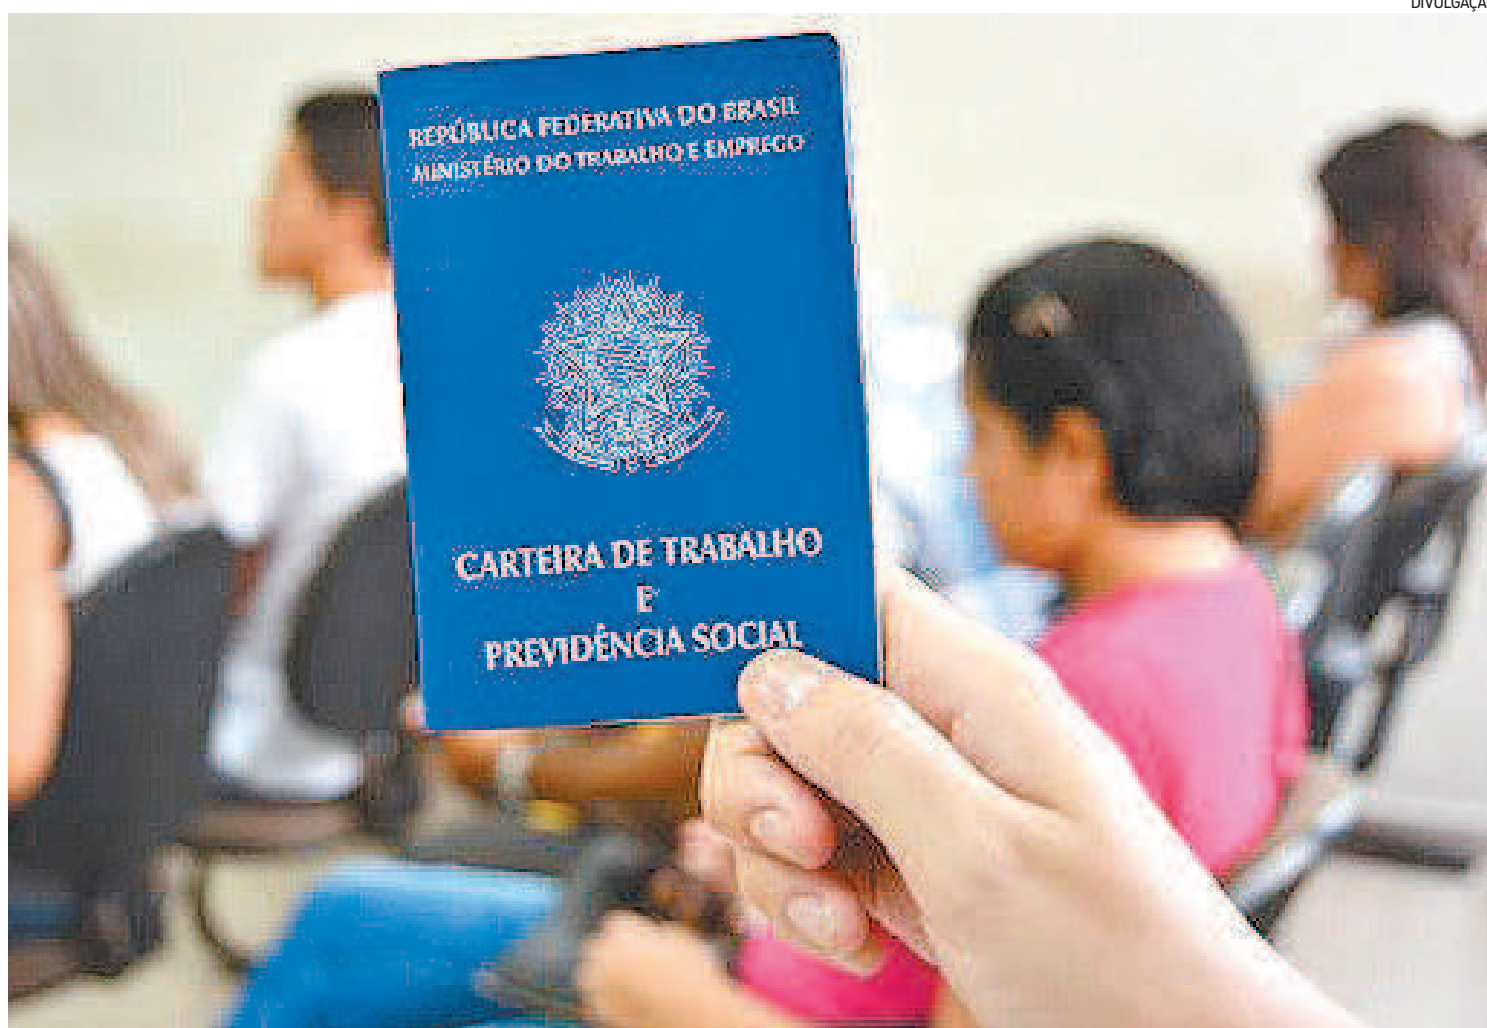 DIVULGAÇÃ
REPÚBLICA FEDERATIVA DO BRASIL
MINISTÉRIO DO TRABALHO E EMPREGO
CARTEIRA DE TRABALHO
E
PREVIDÊNCIA SOCIAL